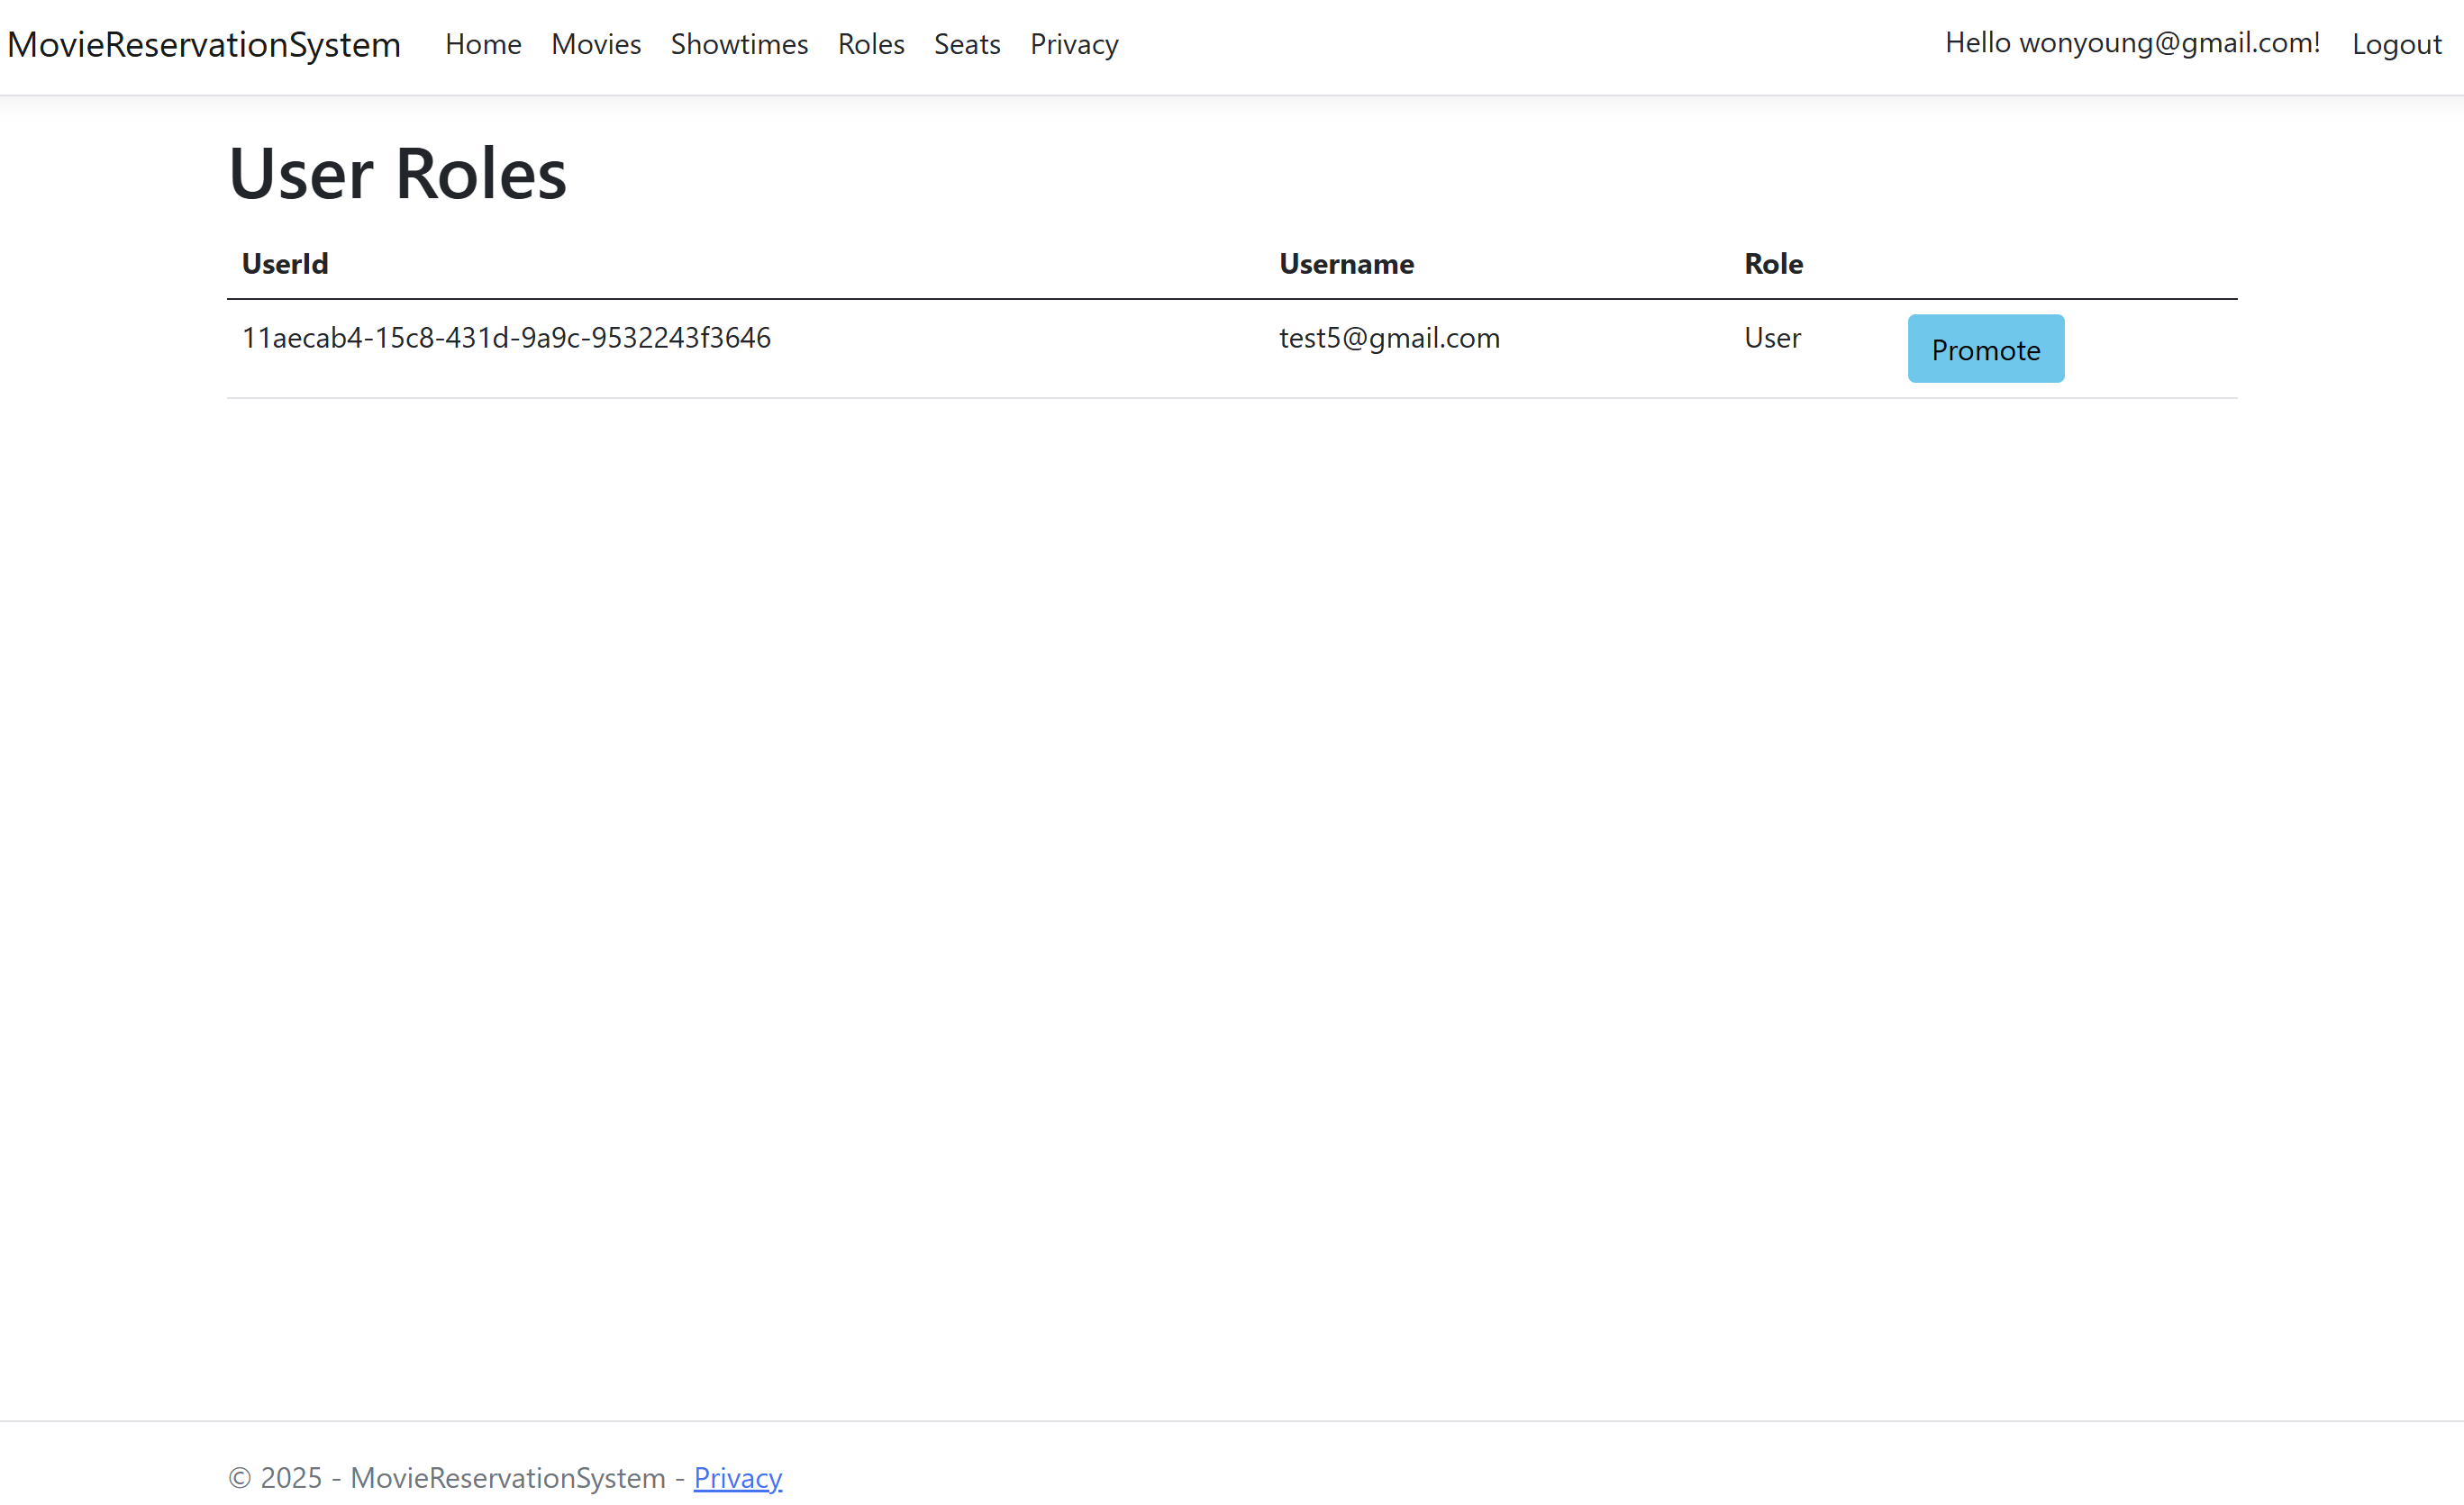 MovieReservationSystem Home Movies Showtimes Roles Seats Privacy Hello wonyoung@gmail.com! Logout
User Roles
UserId Username Role
11aecab4-15c8-431d-9a9c-9532243f3646 test5@gmail.com User Promote
© 2025 - MovieReservationSystem - Privacy